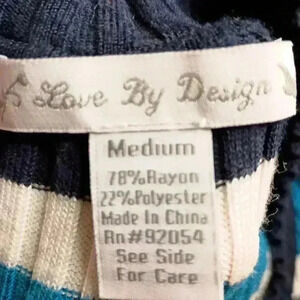 Love By Design
Medium
78%Rayon
22%Polyester
Made In China
Rn#92054
See Side
For Care